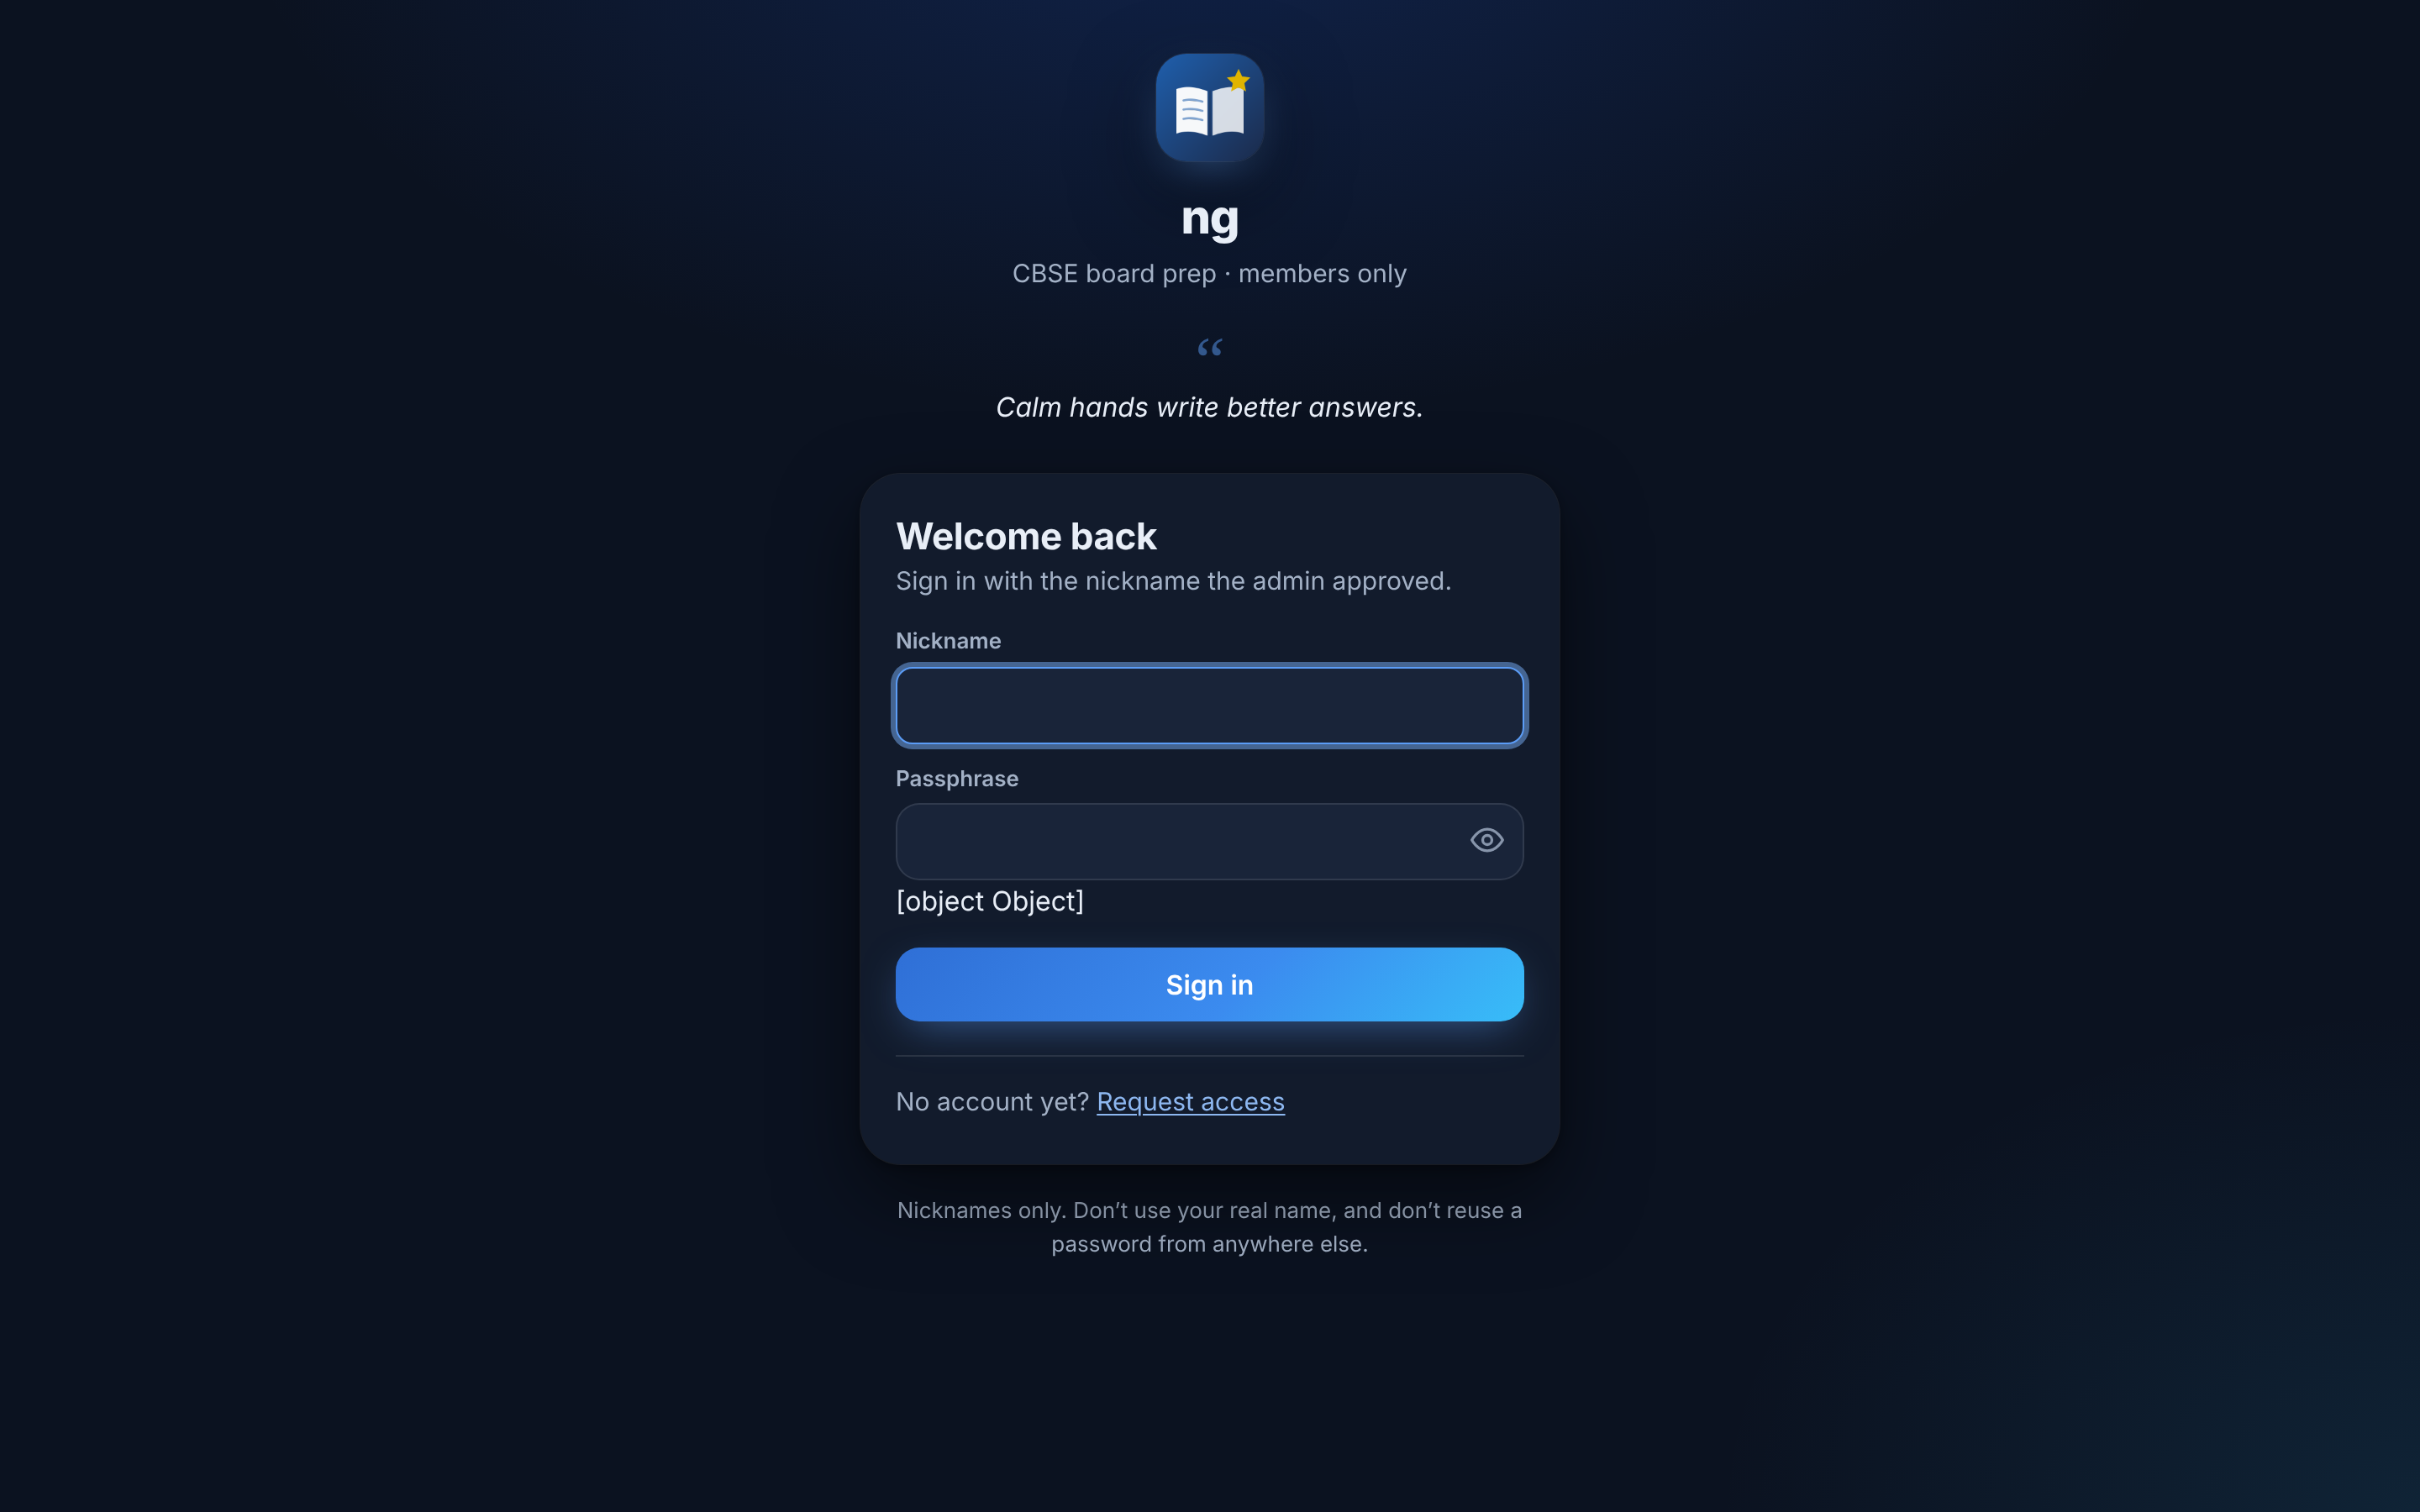 ng
CBSE board prep · members only
“
Calm hands write better answers.
Welcome back
Sign in with the nickname the admin approved.
Nickname
Passphrase
[object Object]
Sign in
No account yet? Request access
Nicknames only. Don’t use your real name, and don’t reuse a
password from anywhere else.